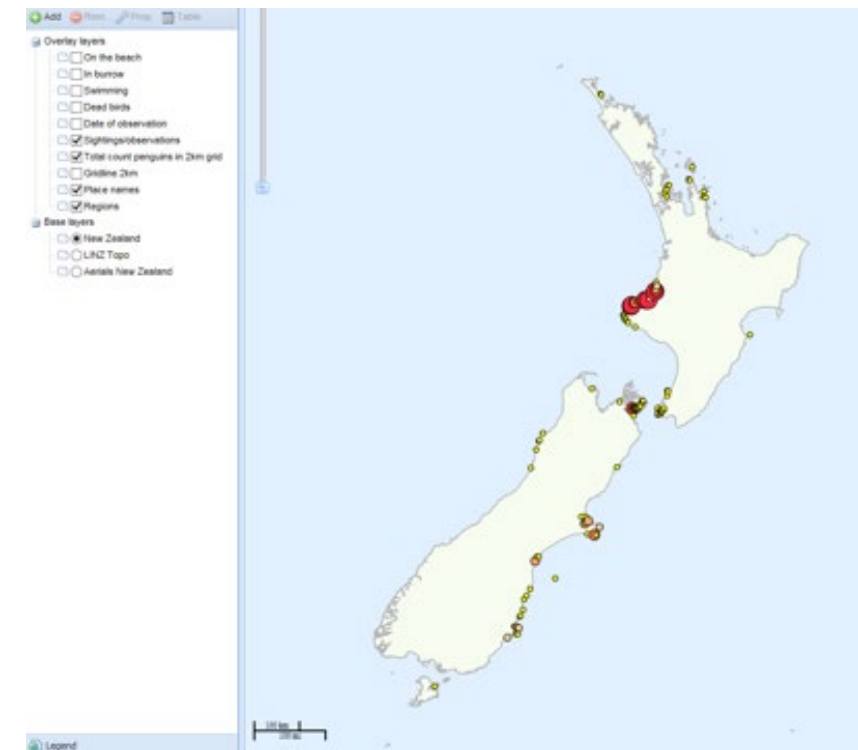 Add Rem. Prop. Table
Overlay layers
On the beach
In burrow
Swimming
Dead birds
Date of observation
Sightings/observations
Total count penguins in 2km grid
Gridline 2km
Place names
Regions
Base layers
New Zealand
LINZ Topo
Aerials New Zealand
Legend